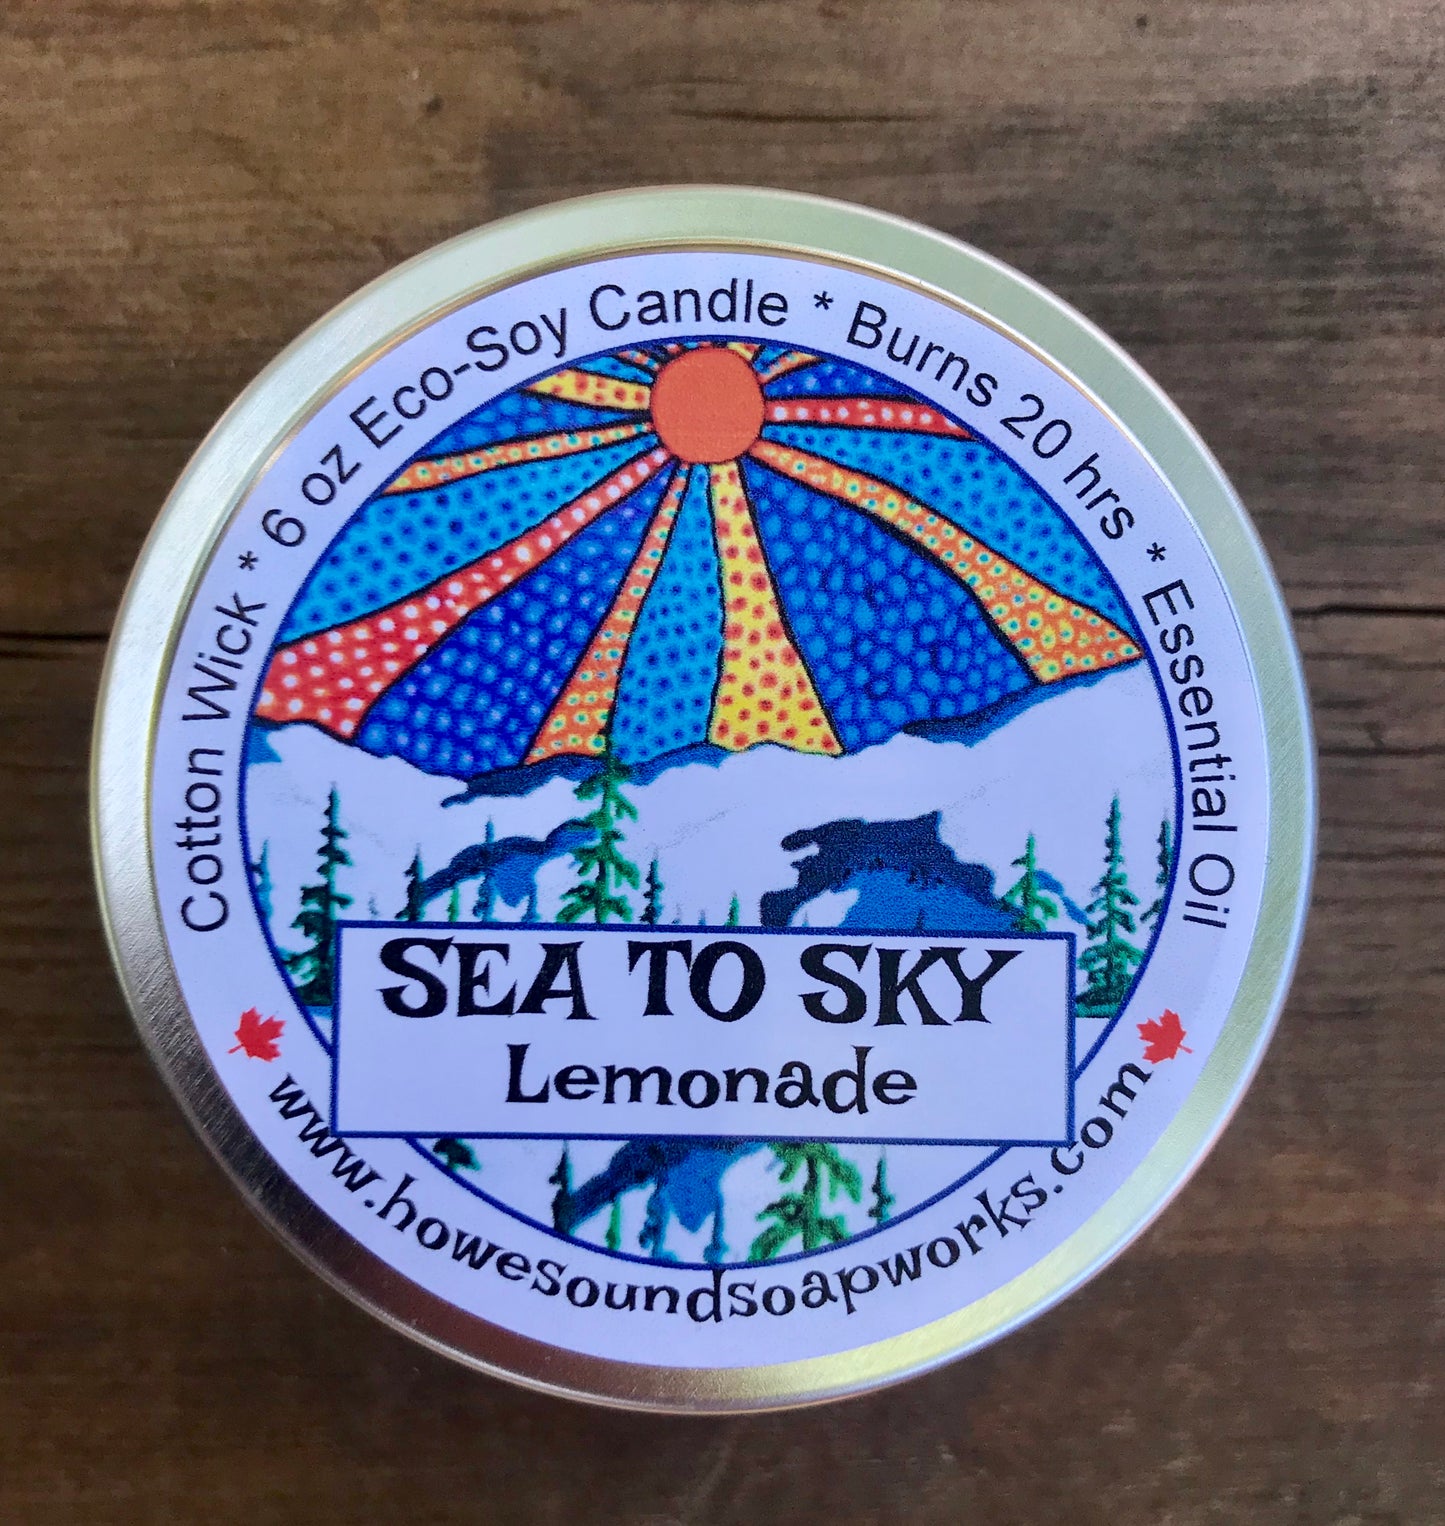 Cotton Wick * 6 oz Eco-Soy Candle * Burns 20 hrs * Essential Oil
SEA TO SKY
Lemonade
www.howesoundsoapworks.com